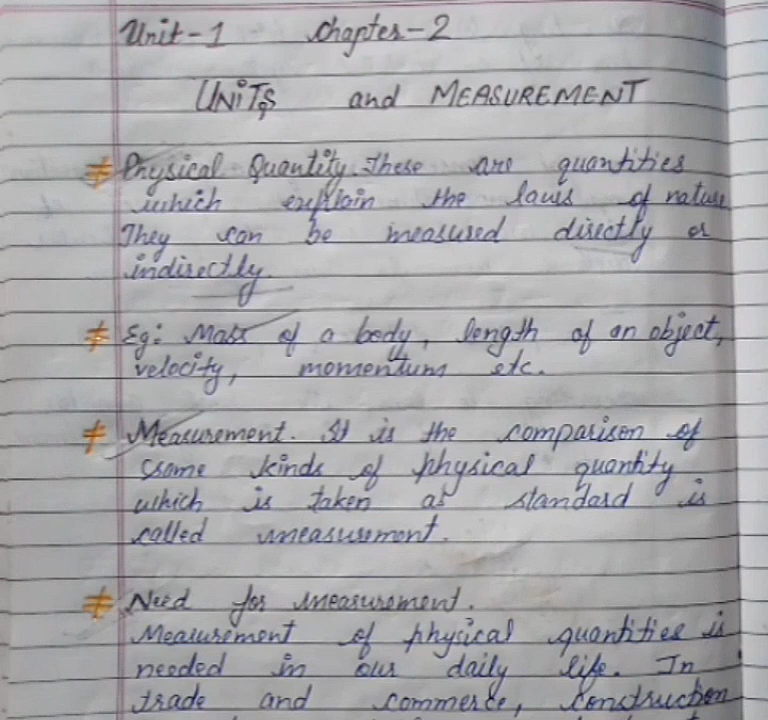 Unit-1 Chapter-2
UNITS and MEASUREMENT
Physical Quantity. These are quantities
which explain the laws of nature
They can be measured directly or
indirectly.
Eg: Mass of a body, length of an object,
velocity, momentum etc.
Measurement. It is the comparison of
same kinds of physical quantity
which is taken as standard is
called measurement.
Need for measurement.
Measurement of physical quantities is
needed in our daily life. In
trade and commerce, construction